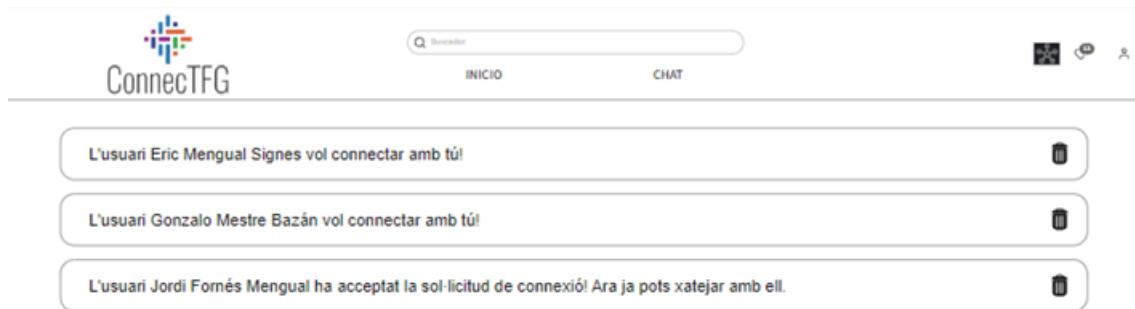 Buscador
ConnecTFG
INICIO
CHAT
L'usuari Eric Mengual Signes vol connectar amb tú!
L'usuari Gonzalo Mestre Bazán vol connectar amb tú!
L'usuari Jordi Fornés Mengual ha acceptat la sol·licitud de connexió! Ara ja pots xatejar amb ell.